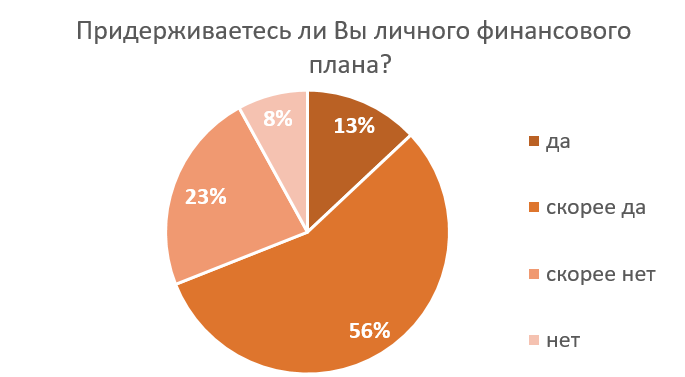 Придерживаетесь ли Вы личного финансового
плана?
8%
13%
да
23%
скорее да
скорее нет
56%
нет